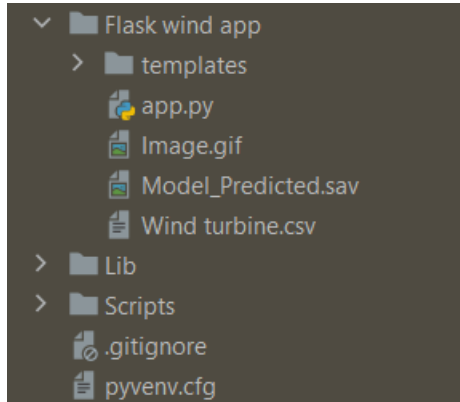 Flask wind app
templates
app.py
Image.gif
Model_Predicted.sav
Wind turbine.csv
Lib
Scripts
.gitignore
pyvenv.cfg